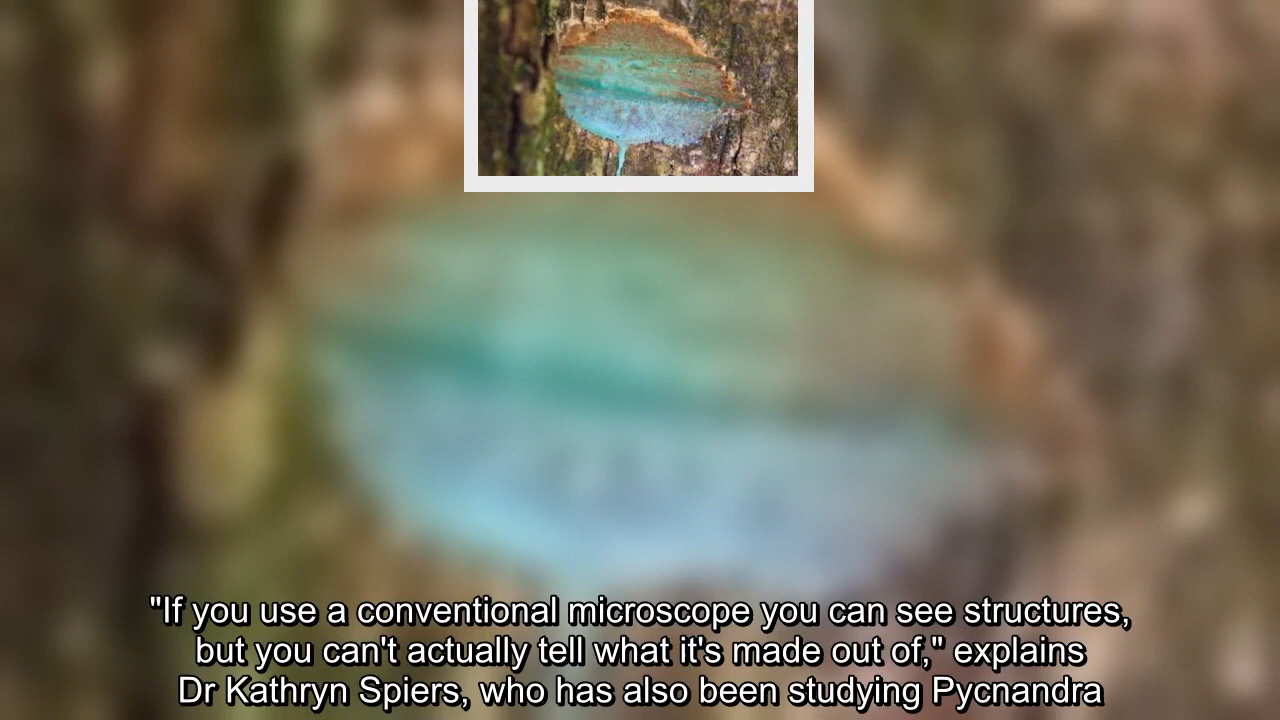 "If you use a conventional microscope you can see structures,
but you can't actually tell what it's made out of," explains
Dr Kathryn Spiers, who has also been studying Pycnandra